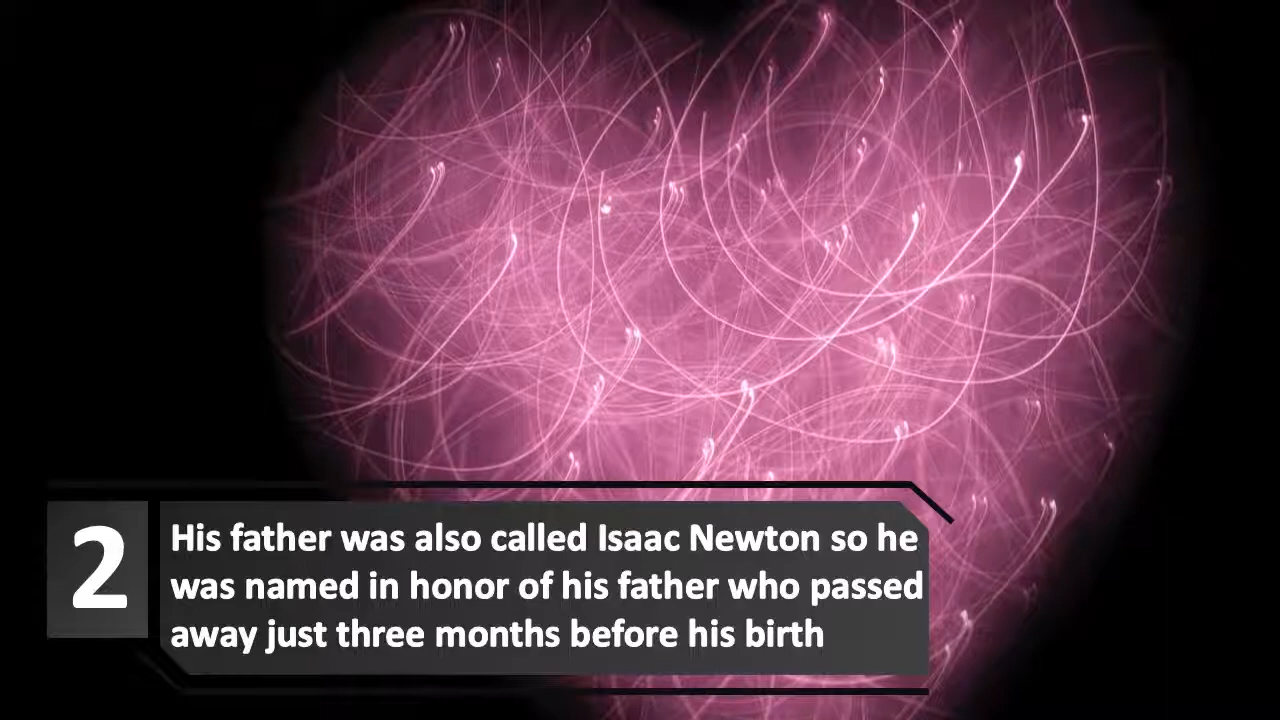 2
His father was also called Isaac Newton so he
was named in honor of his father who passed
away just three months before his birth